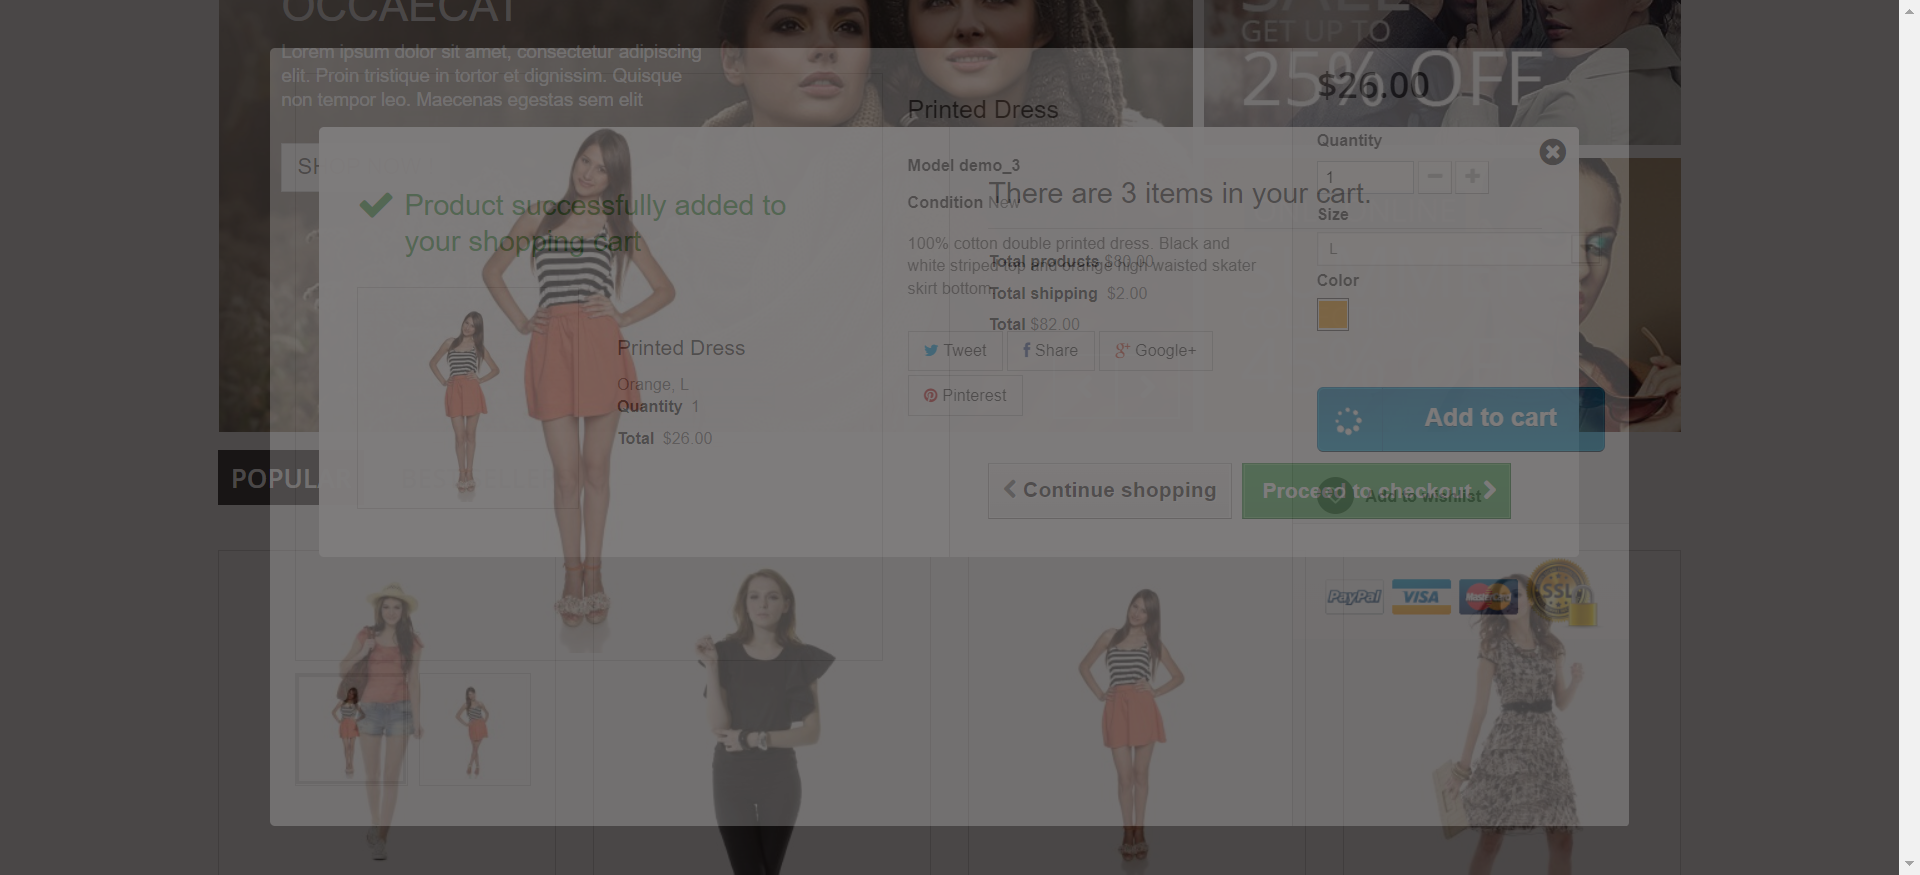 OCCAECAT
Lorem ipsum dolor sit amet, consectetur adipiscing
elit. Proin tristique in tortor et dignissim. Quisque
non tempor leo. Maecenas egestas sem elit
SALE
GET UP TO
25% OFF
$26.00
Printed Dress
Quantity
1
Model demo_3
Condition New
Size
L
Color
100% cotton double printed dress. Black and
white striped top and orange high waisted skater
skirt bottom.
Tweet
Share
Google+
Pinterest
Add to cart
Add to wishlist
Product successfully added to
your shopping cart
Printed Dress
Orange, L
Quantity 1
Total $26.00
There are 3 items in your cart.
Total products $80.00
Total shipping $2.00
Total $82.00
Continue shopping
Proceed to checkout
POPULAR
PayPal
VISA
MasterCard
SSL